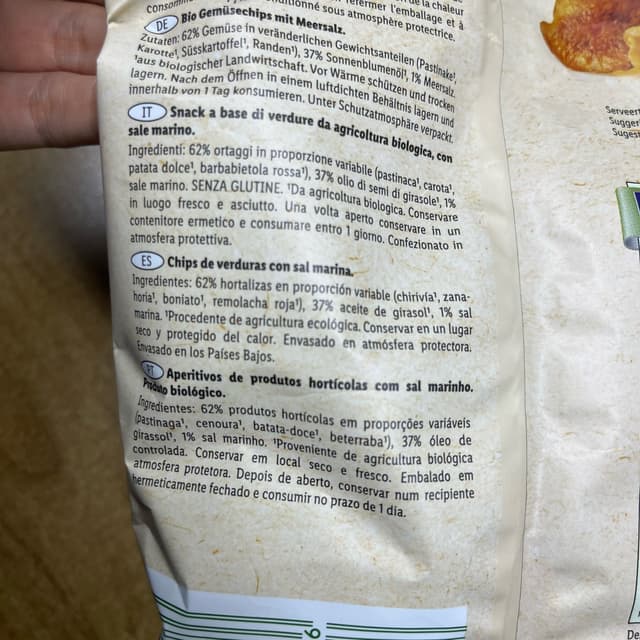 de la chaleur
refermer l'emballage et à
ditionné sous atmosphère protectrice.
DE Bio Gemüsechips mit Meersalz.
Zutaten: 62% Gemüse in veränderlichen Gewichtsanteilen (Pastinake¹,
Karotte¹, Süsskartoffel¹, Randen¹), 37% Sonnenblumenöl¹, 1% Meersalz.
¹aus biologischer Landwirtschaft. Vor Wärme schützen und trocken
lagern. Nach dem Öffnen in einem luftdichten Behältnis lagern und
innerhalb von 1 Tag konsumieren. Unter Schutzatmosphäre verpackt.
IT Snack a base di verdure da agricoltura biologica, con
sale marino.
Ingredienti: 62% ortaggi in proporzione variabile (pastinaca¹, carota¹,
patata dolce¹, barbabietola rossa¹), 37% olio di semi di girasole¹, 1%
sale marino. SENZA GLUTINE. ¹Da agricoltura biologica. Conservare
in luogo fresco e asciutto. Una volta aperto conservare in un
contenitore ermetico e consumare entro 1 giorno. Confezionato in
atmosfera protettiva.
ES Chips de verduras con sal marina.
Ingredientes: 62% hortalizas en proporción variable (chirivía¹, zana-
horia¹, boniato¹, remolacha roja¹), 37% aceite de girasol¹, 1% sal
marina. ¹Procedente de agricultura ecológica. Conservar en un lugar
seco y protegido del calor. Envasado en atmósfera protectora.
Envasado en los Países Bajos.
PT Aperitivos de produtos hortícolas com sal marinho.
Produto biológico.
Ingredientes: 62% produtos hortícolas em proporções variáveis
(pastinaga¹, cenoura¹, batata-doce¹, beterraba¹), 37% óleo de
girassol¹, 1% sal marinho. ¹Proveniente de agricultura biológica
controlada. Conservar em local seco e fresco. Embalado em
atmosfera protetora. Depois de aberto, conservar num recipiente
hermeticamente fechado e consumir no prazo de 1 dia.
Serveert
Sugger
Sugest